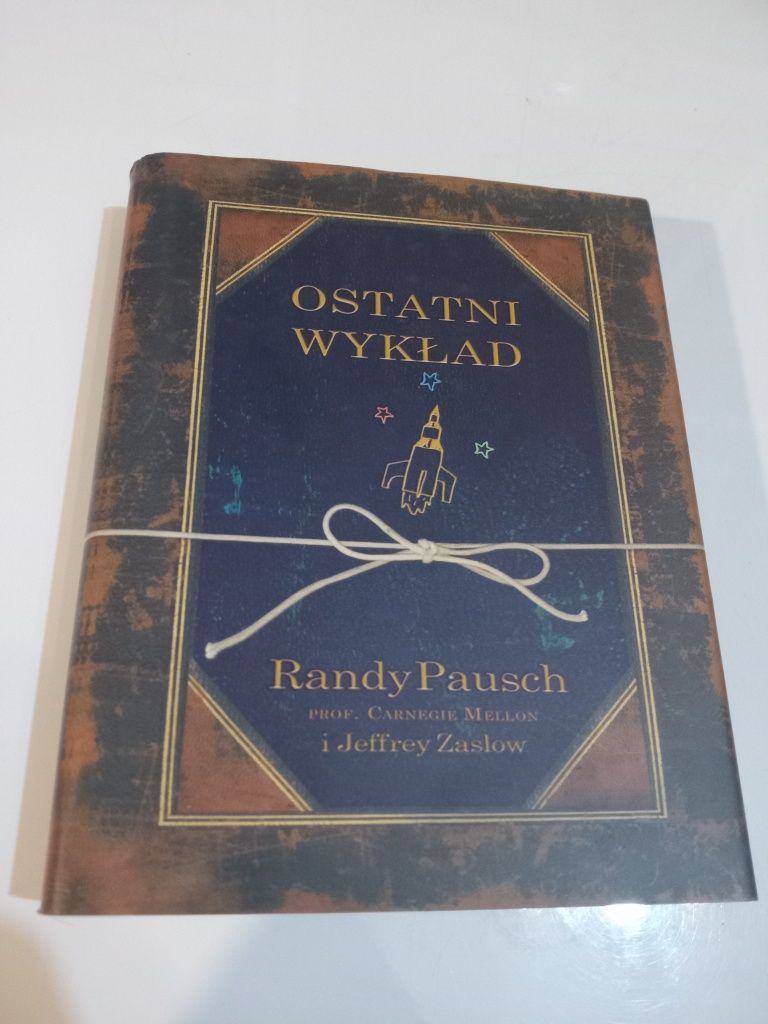 OSTATNI
WYKŁAD
Randy Pausch
PROF. CARNEGIE MELLON
i Jeffrey Zaslow